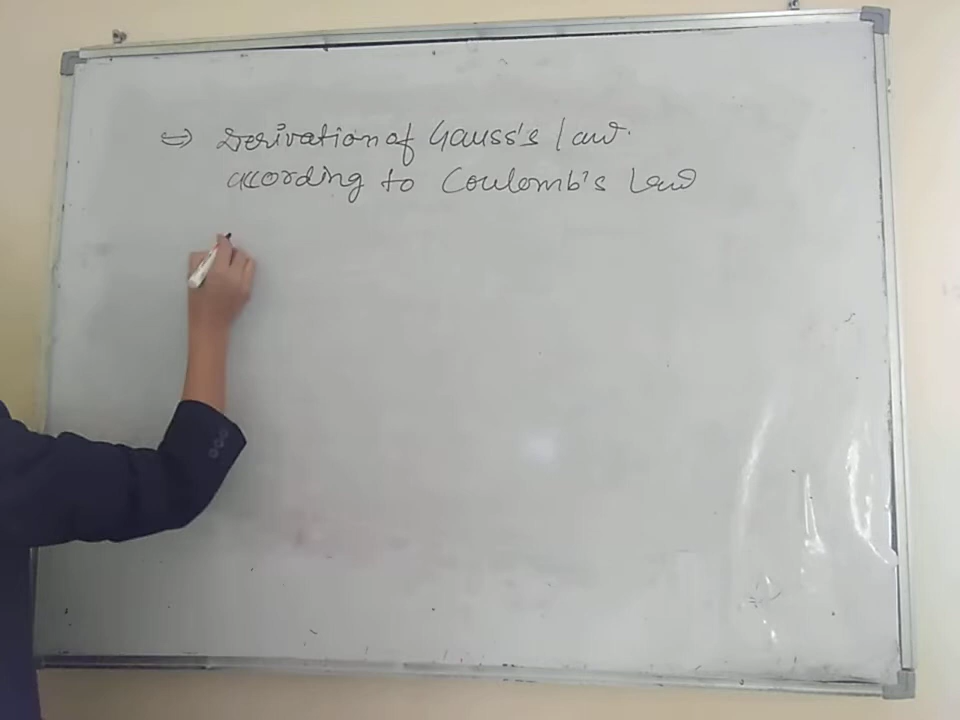 ⇒ Derivation of Gauss's law.
according to Coulomb's Law